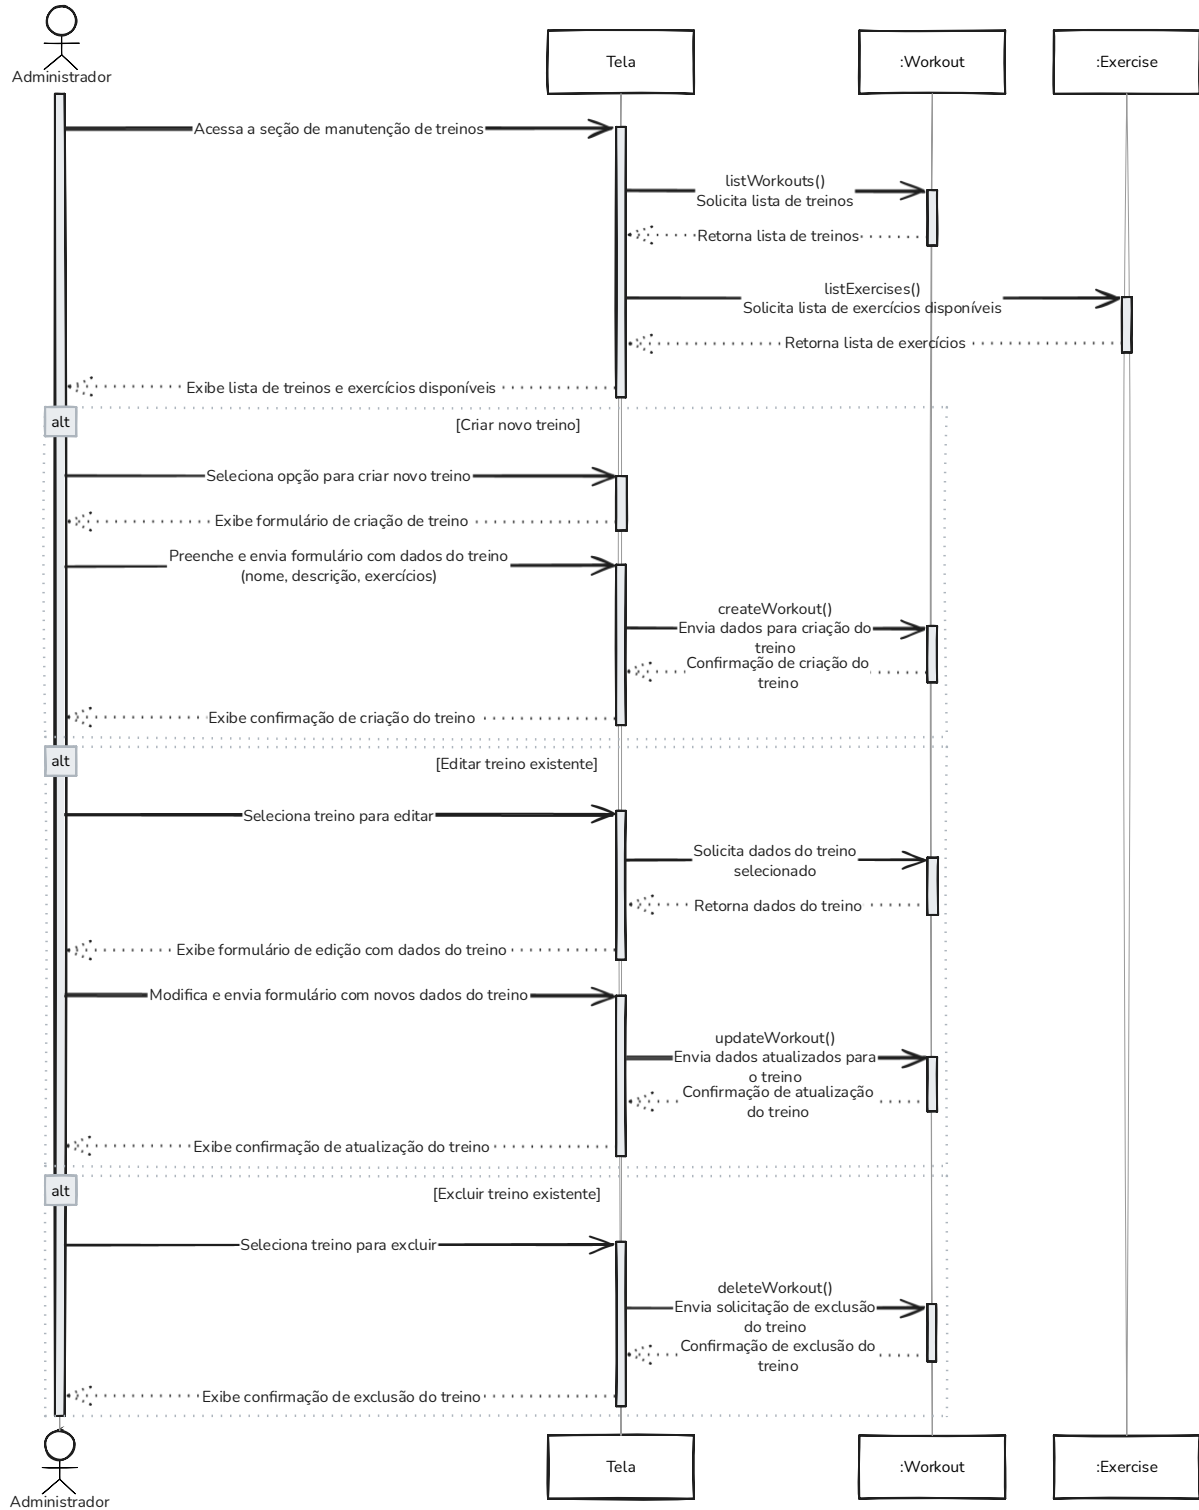 Administrador
Tela
:Workout
:Exercise
Acessa a seção de manutenção de treinos
listWorkouts()
Solicita lista de treinos
Retorna lista de treinos
listExercises()
Solicita lista de exercícios disponíveis
Retorna lista de exercícios
Exibe lista de treinos e exercícios disponíveis
alt
[Criar novo treino]
Seleciona opção para criar novo treino
Exibe formulário de criação de treino
Preenche e envia formulário com dados do treino
(nome, descrição, exercícios)
createWorkout()
Envia dados para criação do
treino
Confirmação de criação do
treino
Exibe confirmação de criação do treino
alt
[Editar treino existente]
Seleciona treino para editar
Solicita dados do treino
selecionado
Retorna dados do treino
Exibe formulário de edição com dados do treino
Modifica e envia formulário com novos dados do treino
updateWorkout()
Envia dados atualizados para
o treino
Confirmação de atualização
do treino
Exibe confirmação de atualização do treino
alt
[Excluir treino existente]
Seleciona treino para excluir
deleteWorkout()
Envia solicitação de exclusão
do treino
Confirmação de exclusão do
treino
Exibe confirmação de exclusão do treino
Administrador
Tela
:Workout
:Exercise